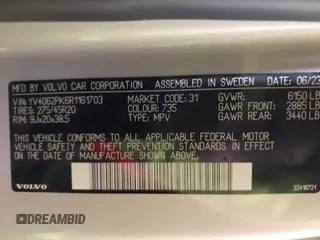 MFD. BY VOLVO CAR CORPORATION ASSEMBLED IN SWEDEN 06/23
VIN: YV4062PK6R1161703 MARKET CODE: 31 GVWR: 6150 LB
TIRES: 275/45R20 COLOUR: 735 GAWR FRONT: 2885 LB
RIM: 9Jx20x38.5 TYPE: MPV GAWR REAR: 3440 LB
THIS VEHICLE CONFORMS TO ALL APPLICABLE FEDERAL MOTOR
VEHICLE SAFETY AND THEFT PREVENTION STANDARDS IN EFFECT
ON THE DATE OF MANUFACTURE SHOWN ABOVE.
VOLVO
32418721
DREAMBID